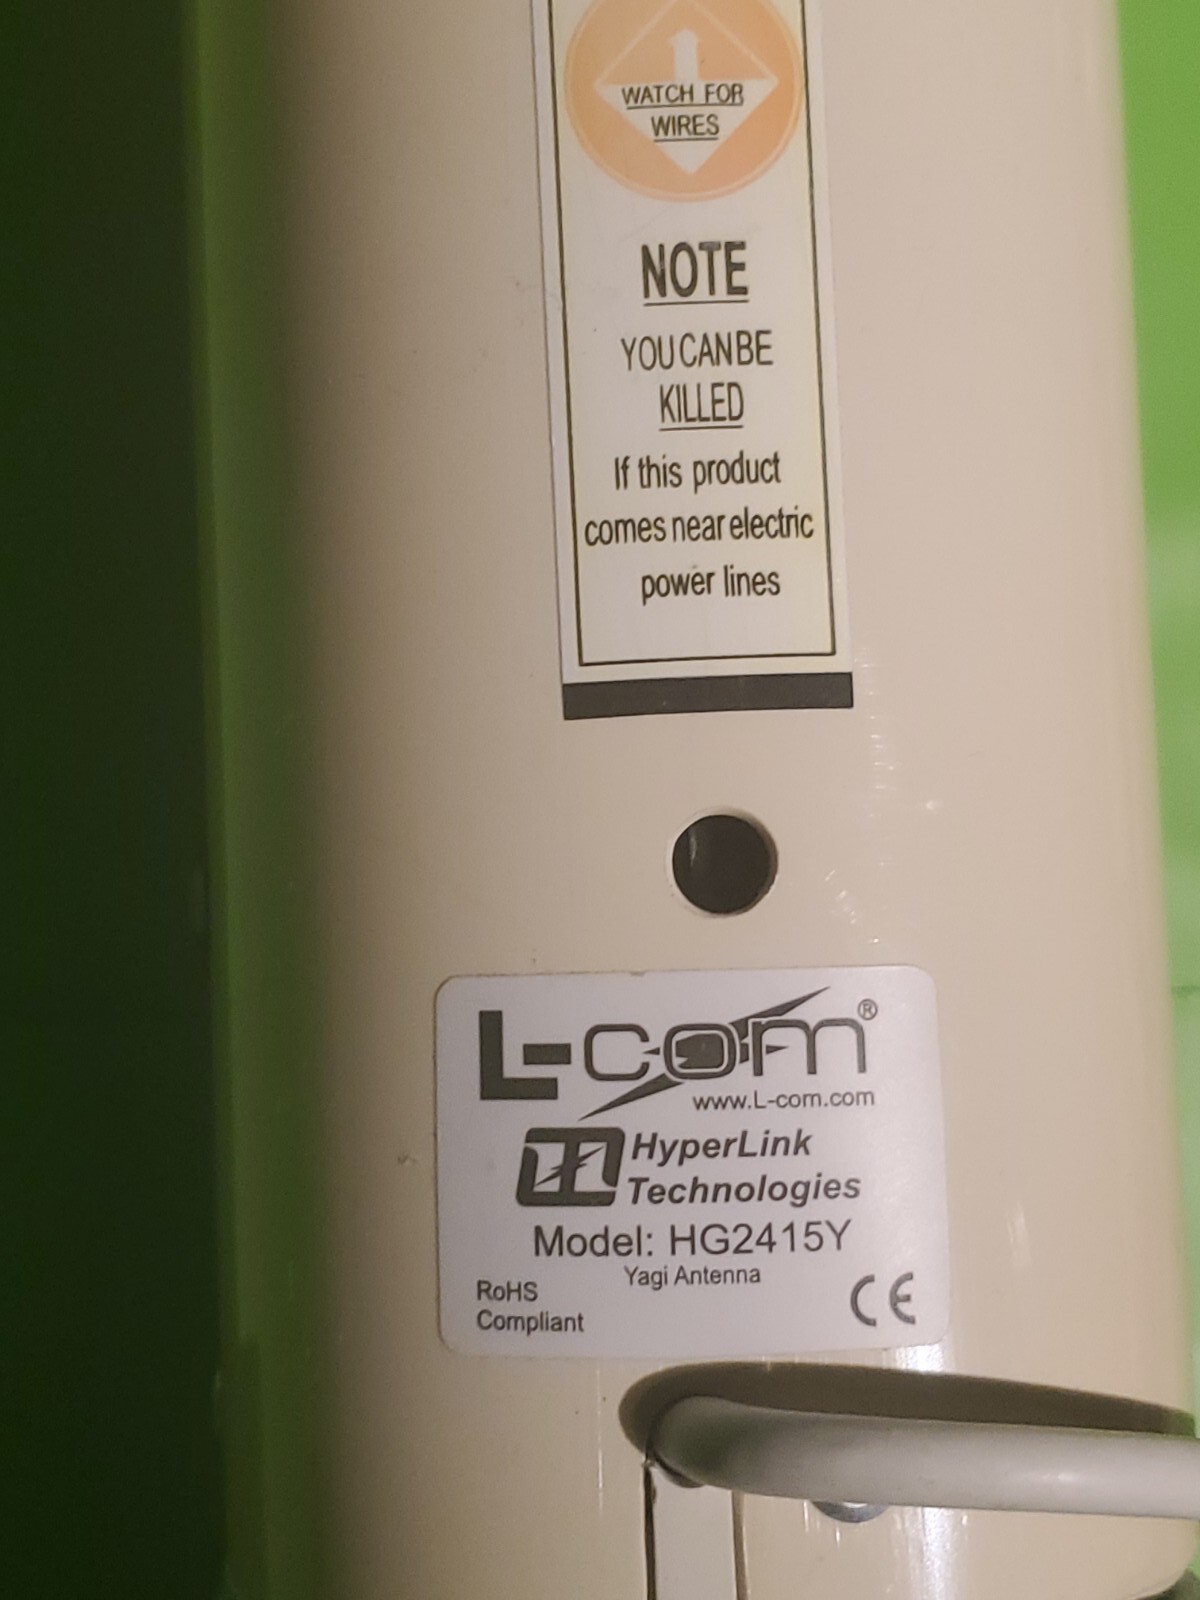 WATCH FOR
WIRES
NOTE
YOU CAN BE
KILLED
If this product
comes near electric
power lines
L-com®
www.L-com.com
HyperLink
Technologies
Model: HG2415Y
Yagi Antenna
RoHS
Compliant
CE